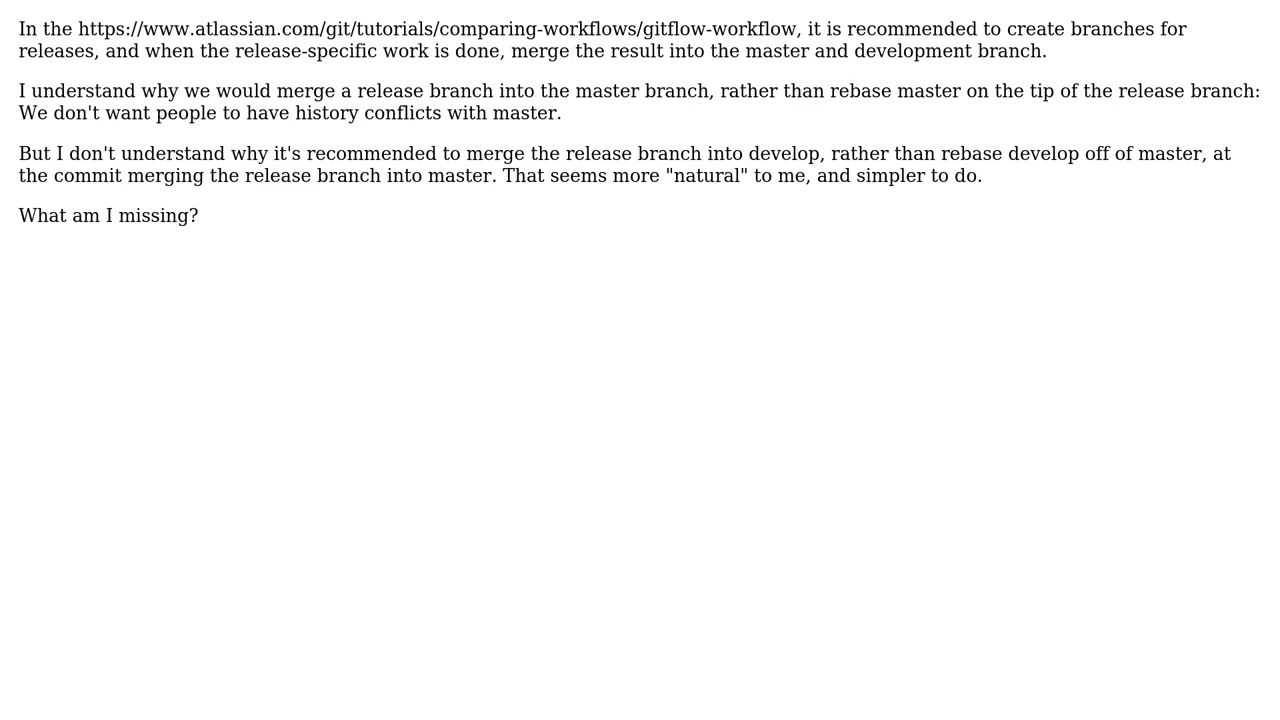 In the https://www.atlassian.com/git/tutorials/comparing-workflows/gitflow-workflow, it is recommended to create branches for
releases, and when the release-specific work is done, merge the result into the master and development branch.
I understand why we would merge a release branch into the master branch, rather than rebase master on the tip of the release branch:
We don't want people to have history conflicts with master.
But I don't understand why it's recommended to merge the release branch into develop, rather than rebase develop off of master, at
the commit merging the release branch into master. That seems more "natural" to me, and simpler to do.
What am I missing?